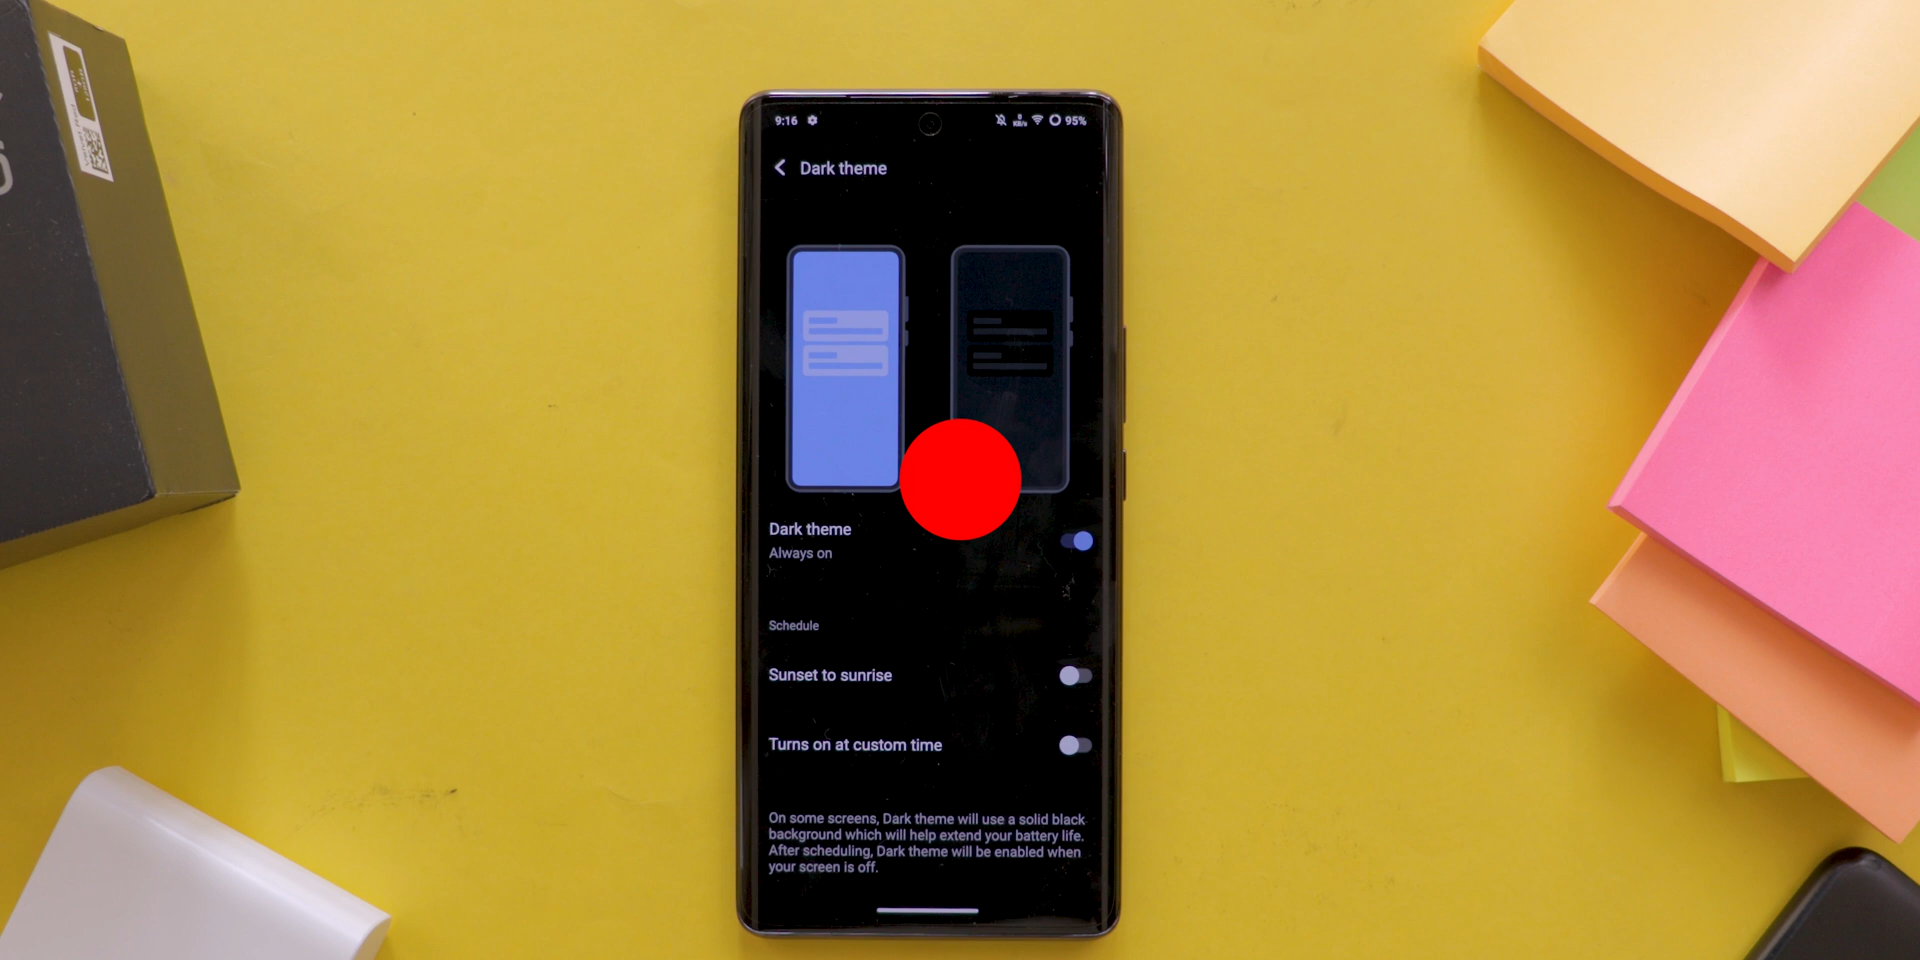 9:16
95%
Dark theme
Dark theme
Always on
Schedule
Sunset to sunrise
Turns on at custom time
On some screens, Dark theme will use a solid black
background which will help extend your battery life.
After scheduling, Dark theme will be enabled when
your screen is off.